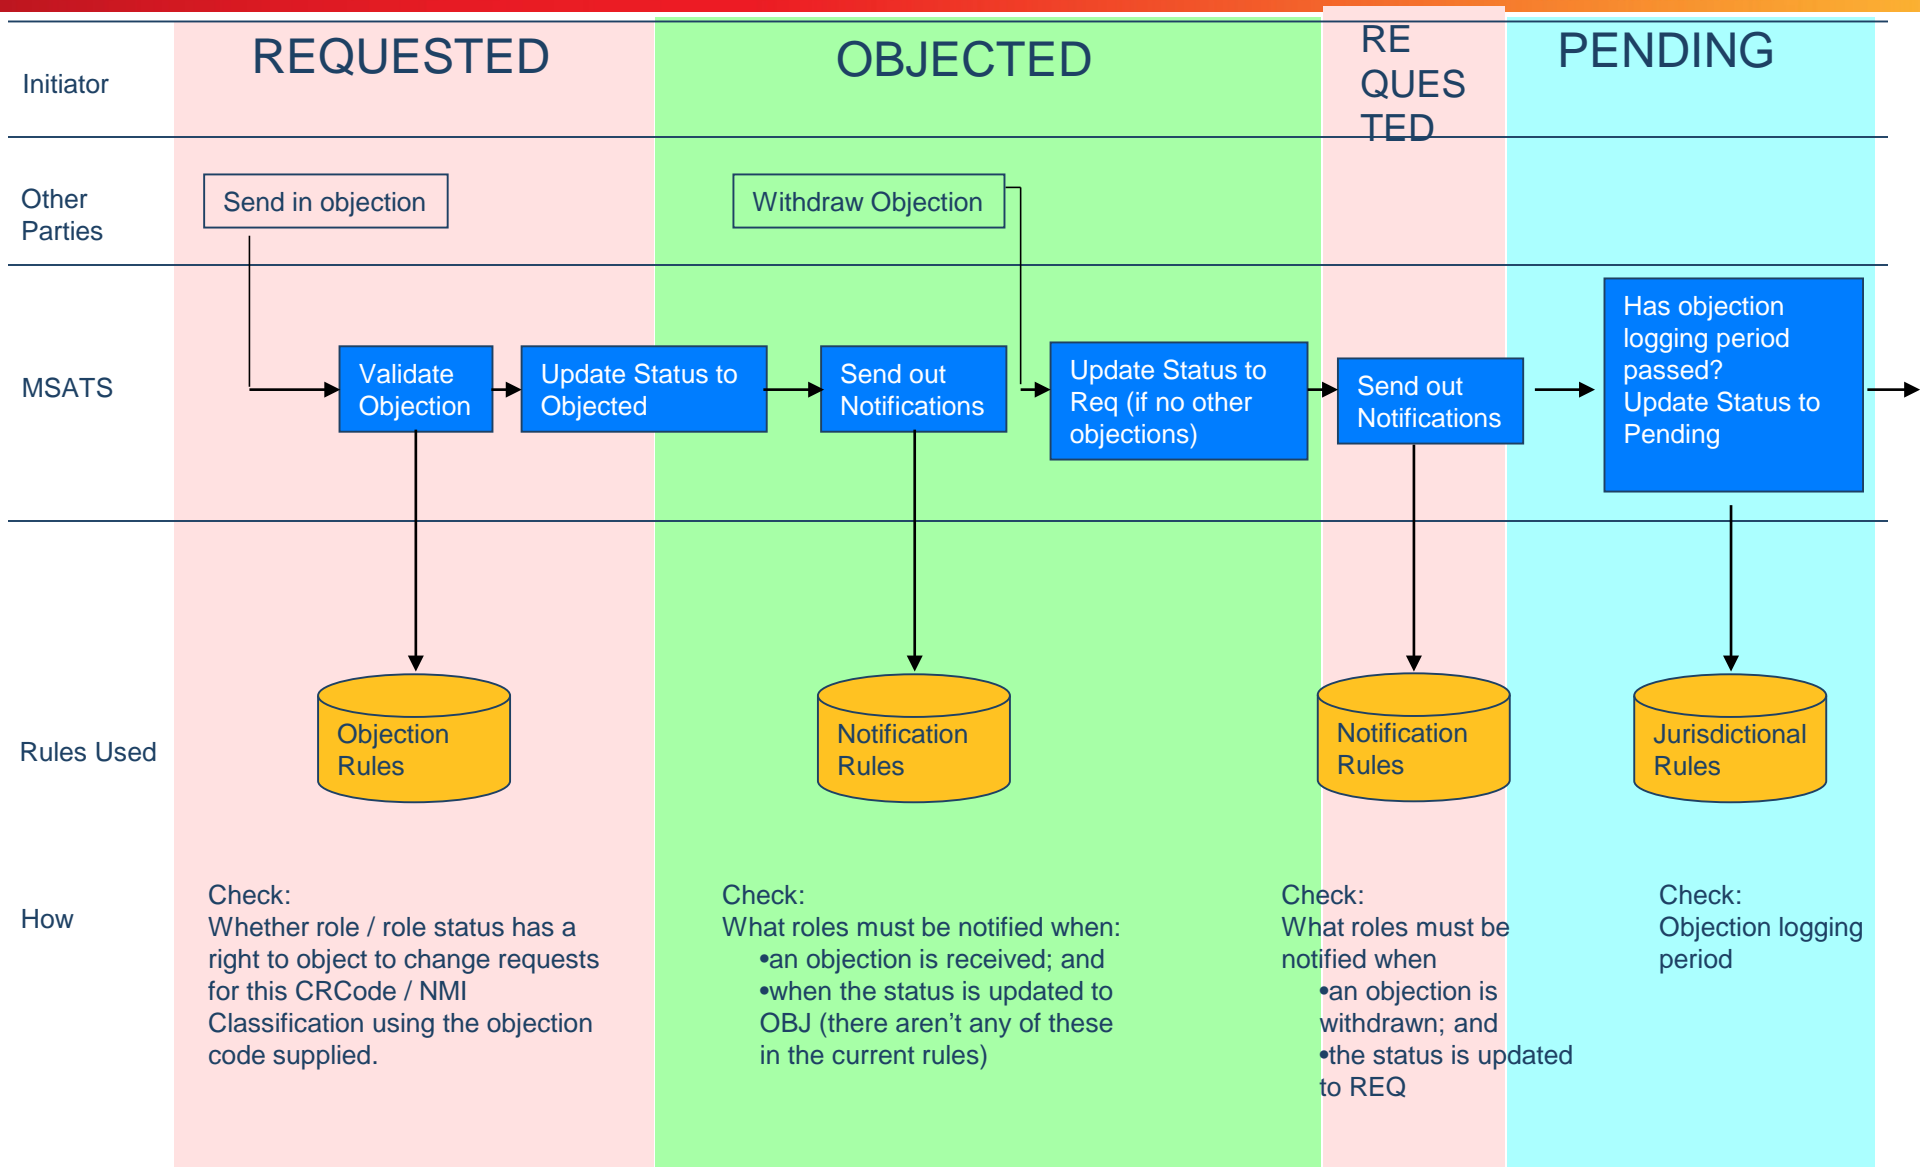 REQUESTED
OBJECTED
RE
QUES
TED
PENDING
Initiator
Other
Parties
Send in objection
Withdraw Objection
MSATS
Validate
Objection
Update Status to
Objected
Send out
Notifications
Update Status to
Req (if no other
objections)
Send out
Notifications
Has objection
logging period
passed?
Update Status to
Pending
Rules Used
Objection
Rules
Notification
Rules
Notification
Rules
Jurisdictional
Rules
How
Check:
Whether role / role status has a
right to object to change requests
for this CRCode / NMI
Classification using the objection
code supplied.
Check:
What roles must be notified when:
•an objection is received; and
•when the status is updated to
OBJ (there aren’t any of these
in the current rules)
Check:
What roles must be
notified when
•an objection is
withdrawn; and
•the status is updated
to REQ
Check:
Objection logging
period